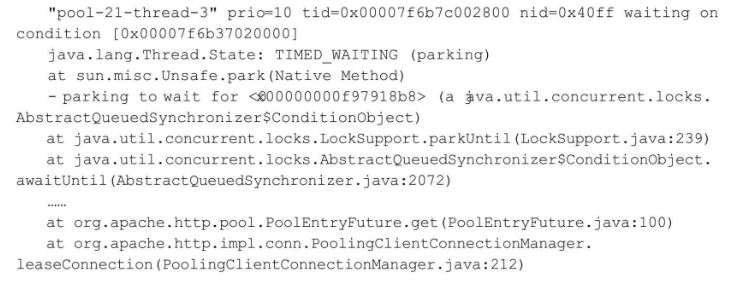 "pool-21-thread-3" prio=10 tid=0x00007f6b7c002800 nid=0x40ff waiting on
condition [0x00007f6b37020000]
java.lang.Thread.State: TIMED_WAITING (parking)
at sun.misc.Unsafe.park(Native Method)
- parking to wait for <0x00000000f97918b8> (a java.util.concurrent.locks.
AbstractQueuedSynchronizer$ConditionObject)
at java.util.concurrent.locks.LockSupport.parkUntil(LockSupport.java:239)
at java.util.concurrent.locks.AbstractQueuedSynchronizer$ConditionObject.
awaitUntil(AbstractQueuedSynchronizer.java:2072)
……
at org.apache.http.pool.PoolEntryFuture.get(PoolEntryFuture.java:100)
at org.apache.http.impl.conn.PoolingClientConnectionManager.
leaseConnection(PoolingClientConnectionManager.java:212)